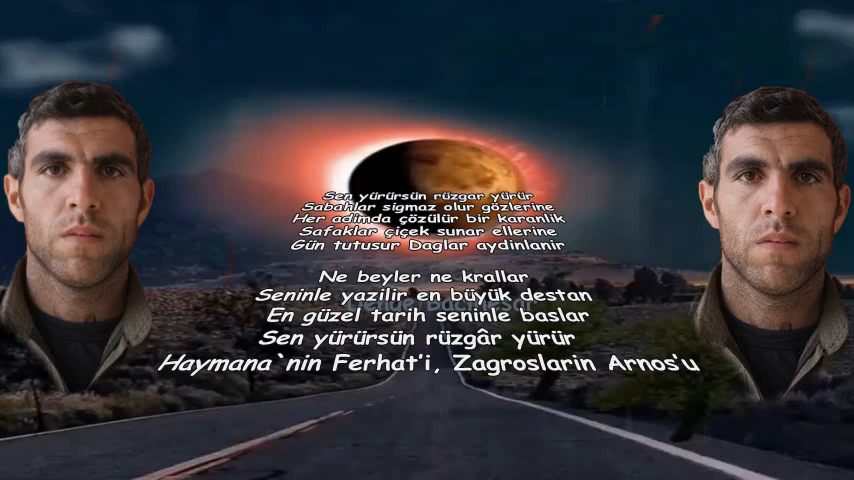 Sen yürürsün rüzgar yürür
Sabahlar sigmaz olur gözlerine
Her adimda çözülür bir karanlik
Safaklar çiçek sunar ellerine
Gün tutusur Daglar aydinlanir
Ne beyler ne krallar
Seninle yazilir en büyük destan
En güzel tarih seninle baslar
Sen yürürsün rüzgâr yürür
Haymana`nin Ferhat'i, Zagroslarin Arnos'u